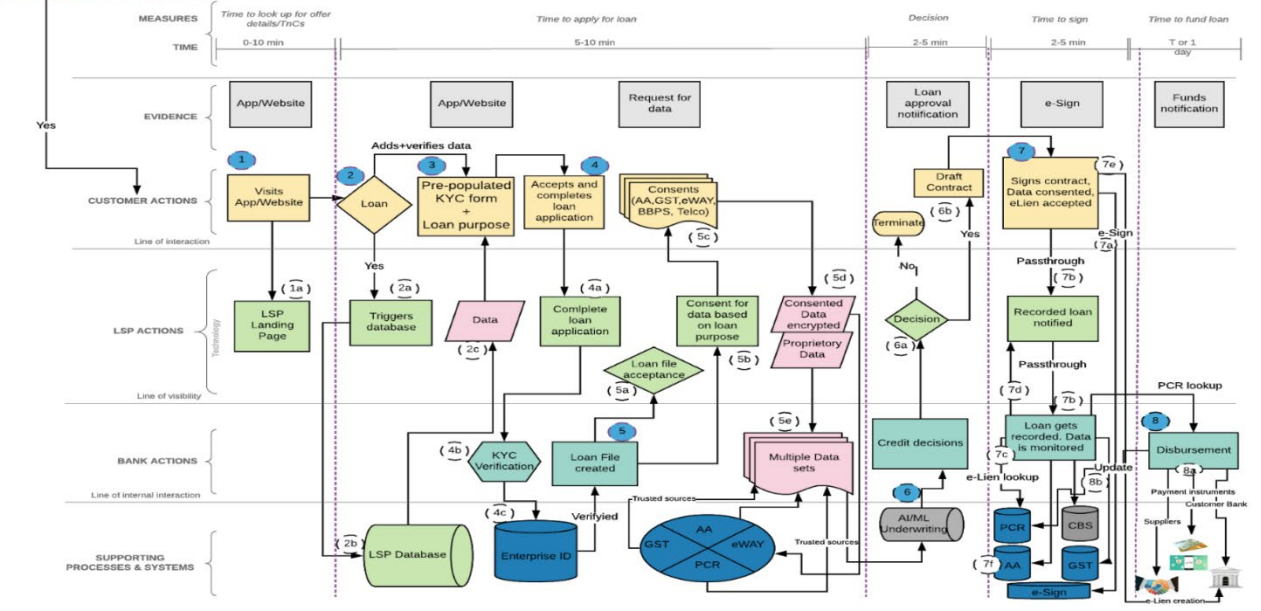 MEASURES
Time to look up for offer
details/TnCs
Time to apply for loan
Decision
Time to sign
Time to fund loan
TIME
0-10 min
5-10 min
2-5 min
2-5 min
T or 1
day
EVIDENCE
App/Website
App/Website
Request for
data
Loan
approval
notiification
e-Sign
Funds
notification
Yes
Adds+verifies data
CUSTOMER ACTIONS
1
Visits
App/Website
2
Loan
3
Pre-populated
KYC form
+
Loan purpose
4
Accepts and
completes
loan
application
Consents
(AA,GST,eWAY,
BBPS, Telco)
5c
Terminate
Draft
Contract
6b
Yes
7
Signs contract,
Data consented,
eLien accepted
7e
e-Sign
7a
Line of interaction
LSP ACTIONS
Technology
1a
LSP
Landing
Page
Yes
2a
Triggers
database
Data
2c
4a
Comlplete
loan
application
Loan file
acceptance
5a
Consent for
data based
on loan
purpose
5b
5d
Consented
Data
encrypted
Proprietory
Data
No
Decision
6a
Passthrough
7b
Recorded loan
notified
Passthrough
7d
7b
PCR lookup
Line of visibility
BANK ACTIONS
4b
KYC
Verification
5
Loan File
created
5e
Multiple Data
sets
Credit decisions
Loan gets
recorded. Data
is monitored
7c
e-Lien lookup
Update
8b
8
Disbursement
8a
Payment instruments
Customer Bank
Suppliers
Line of internal interaction
SUPPORTING
PROCESSES & SYSTEMS
2b
LSP Database
4c
Enterprise ID
Verifyied
Trusted sources
AA
GST
eWAY
PCR
Trusted sources
6
AI/ML
Underwriting
PCR
CBS
7f
AA
GST
e-Sign
e-Lien creation